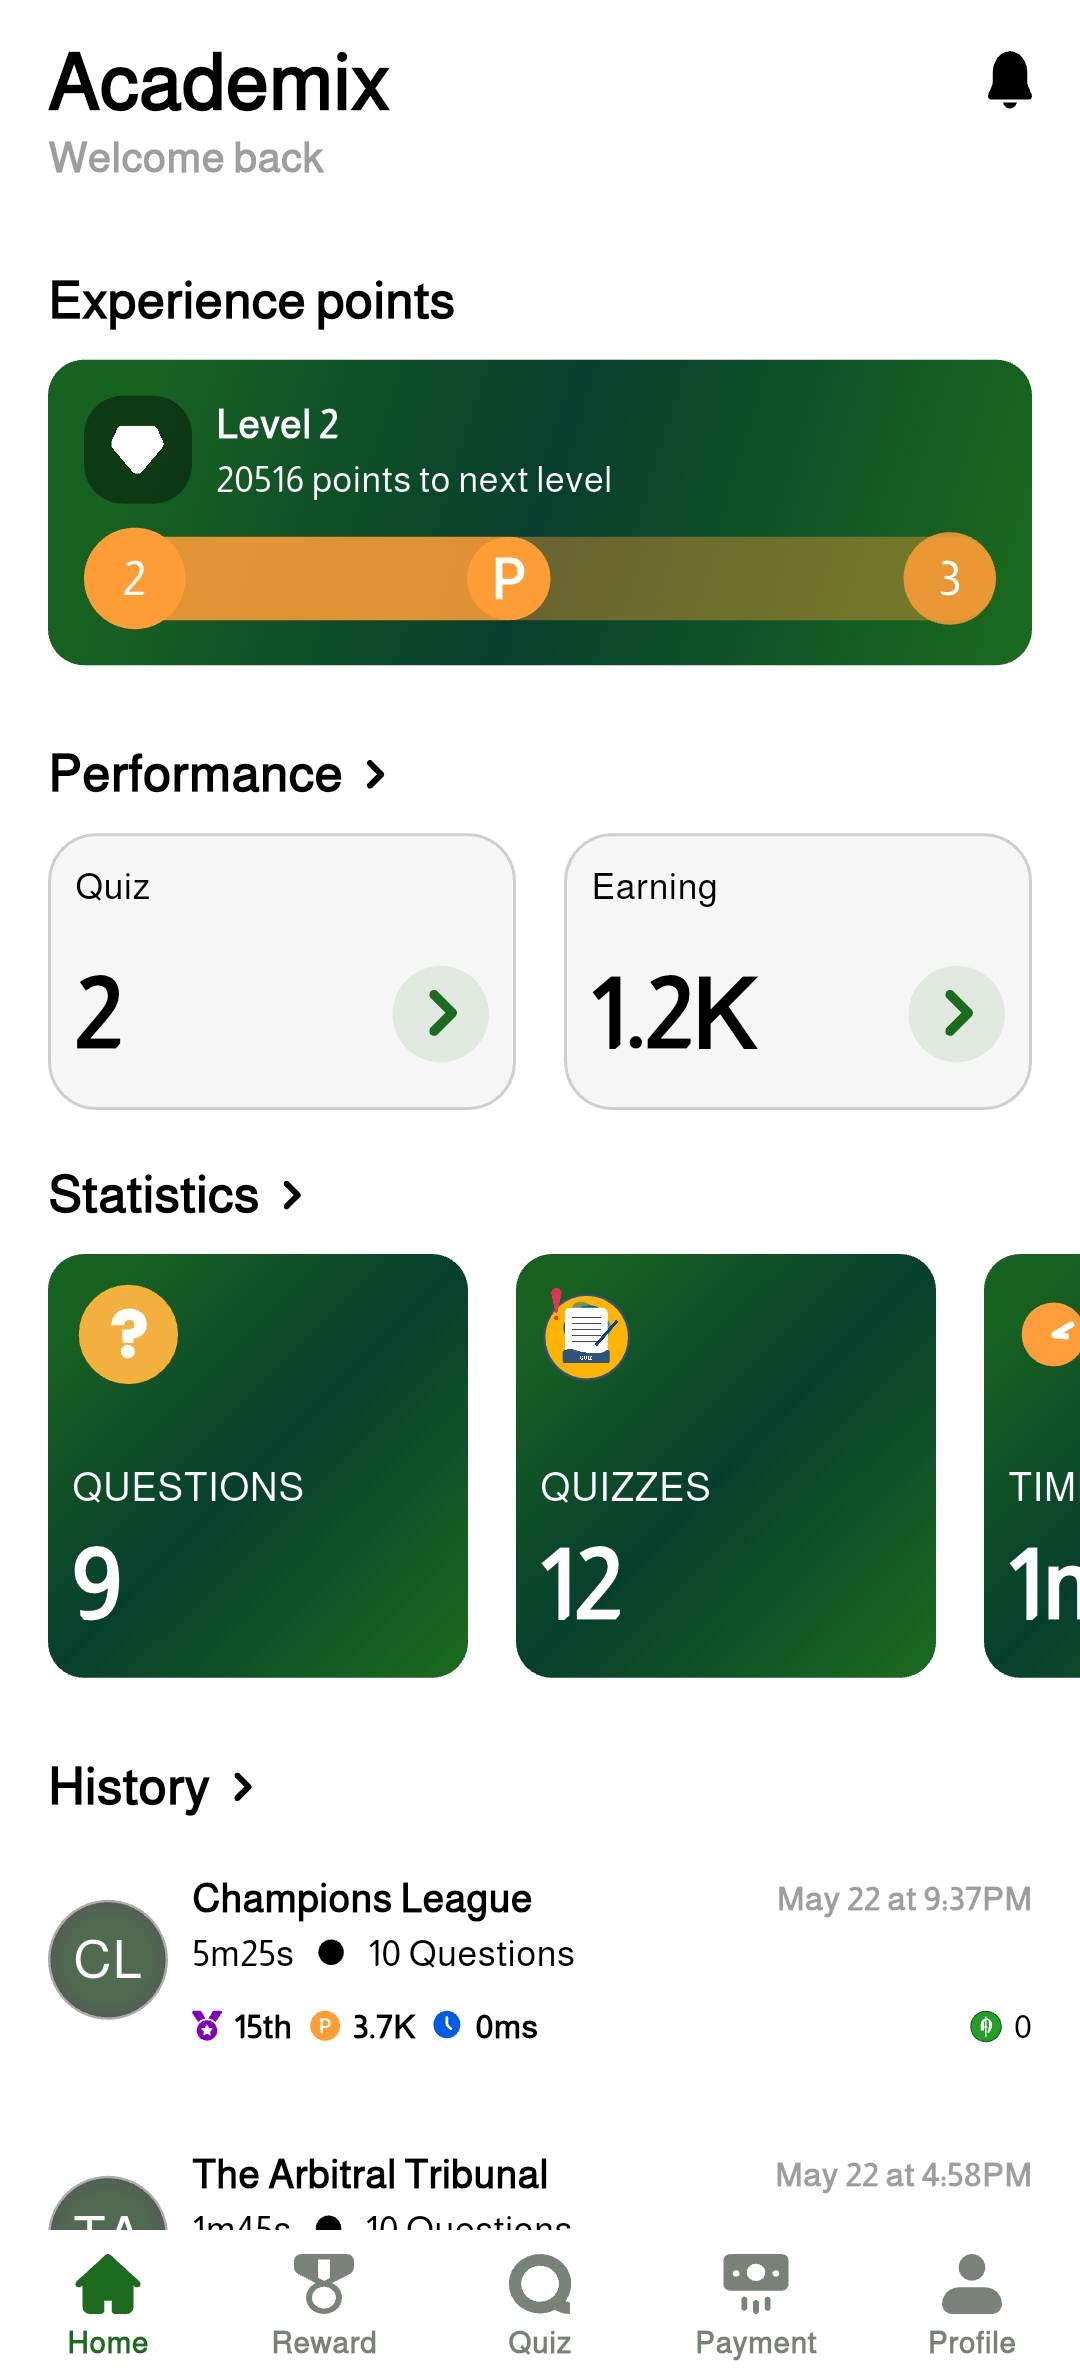 Academix
Welcome back
Experience points
Level 2
20516 points to next level
2 P 3
Performance
Quiz Earning
2 1.2K
Statistics
QUIZ
QUESTIONS QUIZZES TIM
9 12 1m
History
Champions League May 22 at 9:37PM
CL 5m25s 10 Questions
15th P 3.7K 0ms 0
The Arbitral Tribunal May 22 at 4:58PM
TA 1m45s 10 Questions
Home Reward Quiz Payment Profile